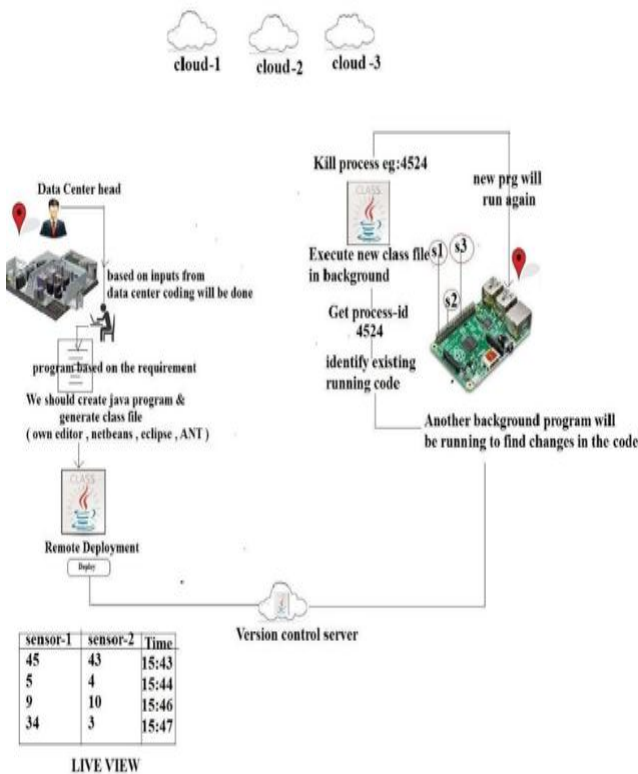 cloud-1
cloud-2
cloud -3
Data Center head
based on inputs from
data center coding will be done
program based on the requirement
We should create java program &
generate class file
( own editor , netbeans , eclipse , ANT )
CLASS
Remote Deployment
Deploy
Kill process eg:4524
CLASS
Execute new class file
in background
Get process-id
4524
identify existing
running code
new prg will
run again
s1
s3
s2
Another background program will
be running to find changes in the code
Version control server
sensor-1 sensor-2 Time
45 43 15:43
5 4 15:44
9 10 15:46
34 3 15:47
LIVE VIEW